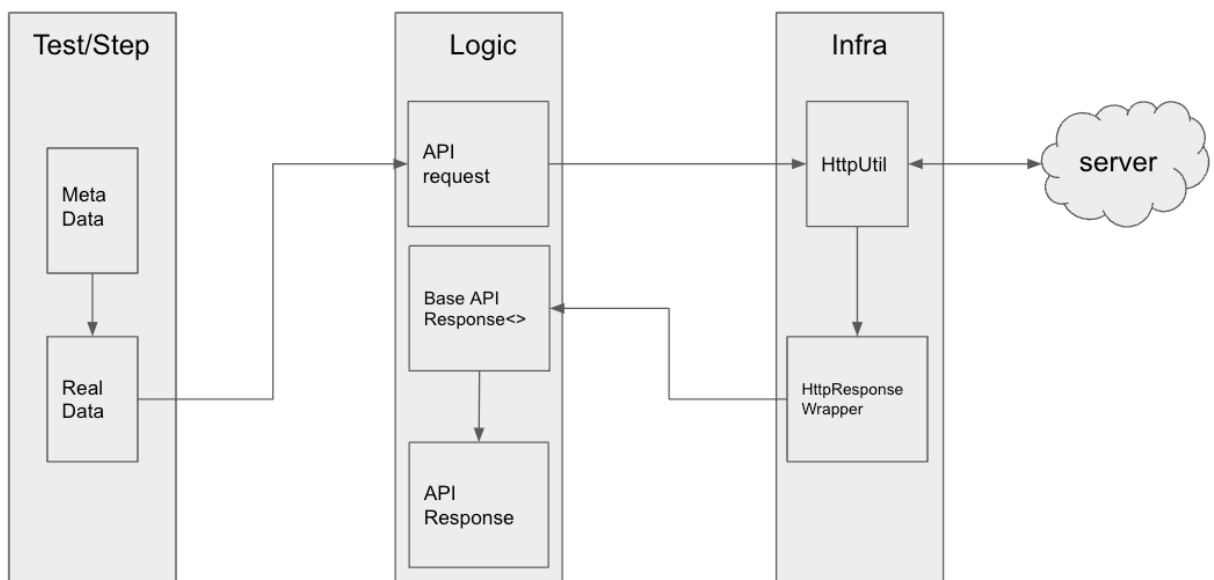 Test/Step
Meta
Data
Real
Data
Logic
API
request
Base API
Response<>
API
Response
Infra
HttpUtil
HttpResponse
Wrapper
server